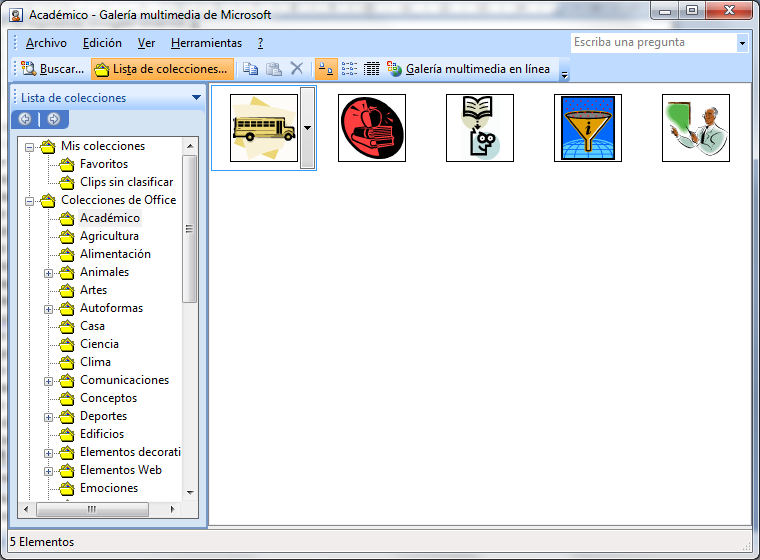 Académico - Galería multimedia de Microsoft
Archivo Edición Ver Herramientas ? Escriba una pregunta
Buscar... Lista de colecciones... Galería multimedia en línea
Lista de colecciones
Mis colecciones
Favoritos
Clips sin clasificar
Colecciones de Office
Académico
Agricultura
Alimentación
Animales
Artes
Autoformas
Casa
Ciencia
Clima
Comunicaciones
Conceptos
Deportes
Edificios
Elementos decorati
Elementos Web
Emociones
i
5 Elementos